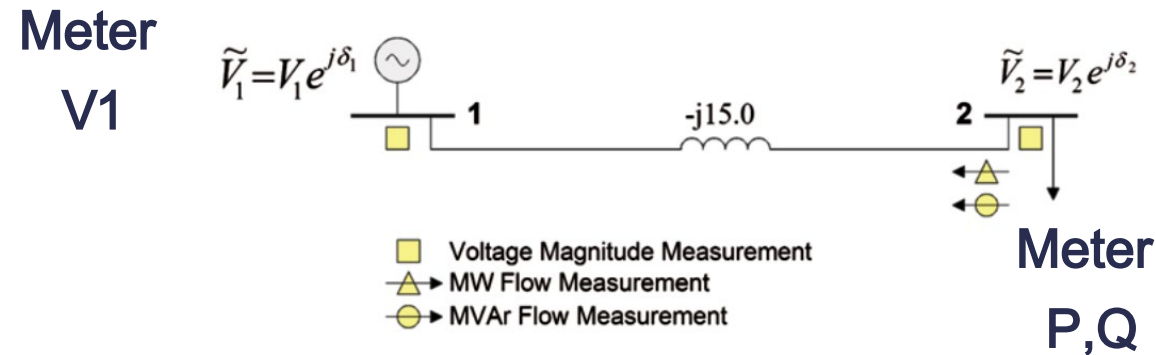 Meter
V1
Ṽ₁=V₁e^{jδ₁}
1
-j15.0
2
Ṽ₂=V₂e^{jδ₂}
Voltage Magnitude Measurement
MW Flow Measurement
MVAr Flow Measurement
Meter
P,Q